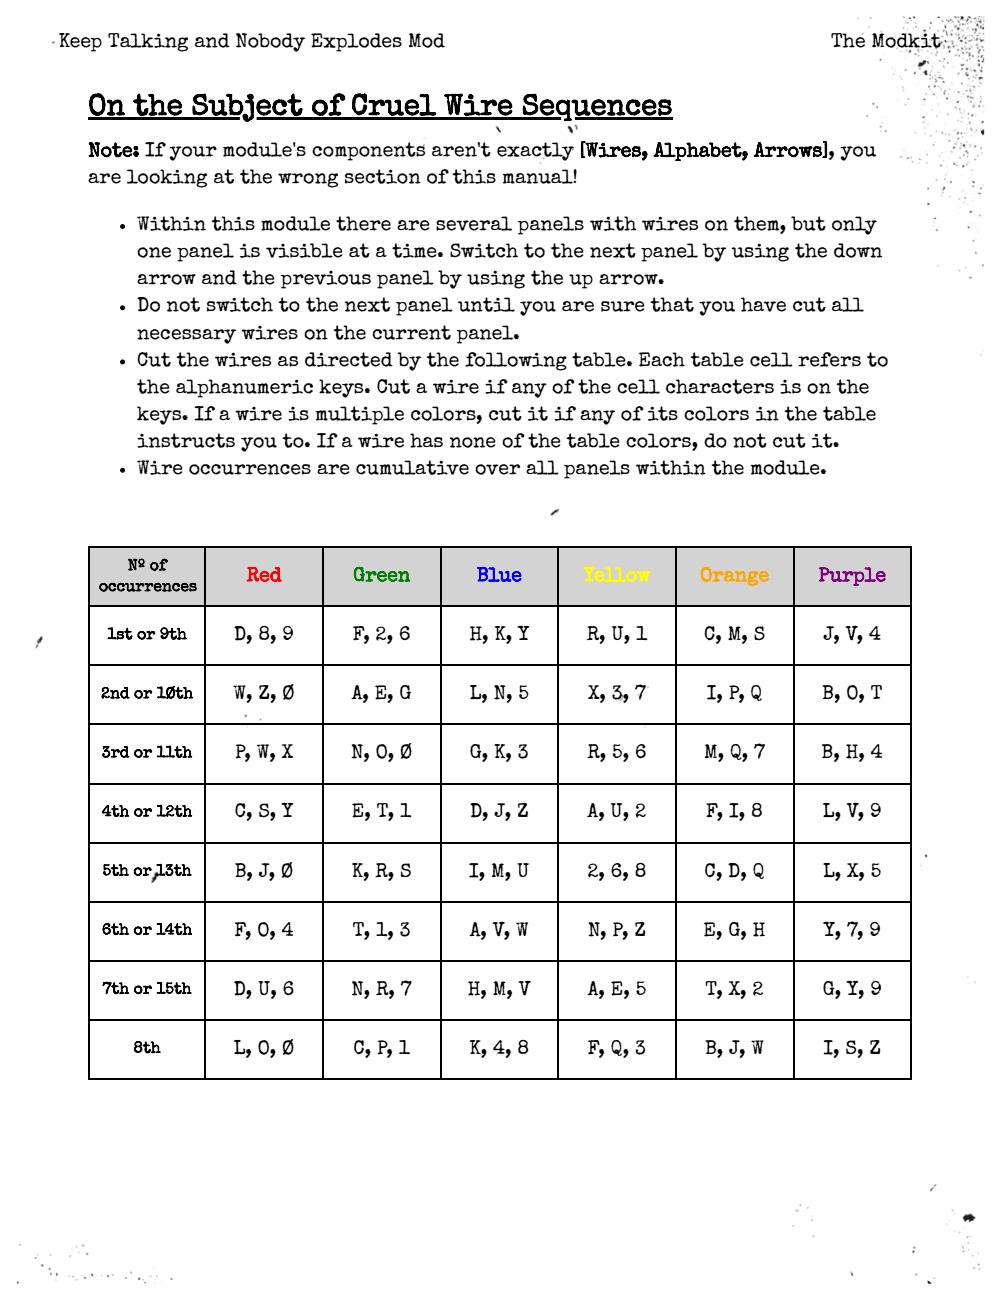 Keep Talking and Nobody Explodes Mod The Modkit
On the Subject of Cruel Wire Sequences
Note: If your module's components aren't exactly [Wires, Alphabet, Arrows], you
are looking at the wrong section of this manual!
• Within this module there are several panels with wires on them, but only
one panel is visible at a time. Switch to the next panel by using the down
arrow and the previous panel by using the up arrow.
• Do not switch to the next panel until you are sure that you have cut all
necessary wires on the current panel.
• Cut the wires as directed by the following table. Each table cell refers to
the alphanumeric keys. Cut a wire if any of the cell characters is on the
keys. If a wire is multiple colors, cut it if any of its colors in the table
instructs you to. If a wire has none of the table colors, do not cut it.
• Wire occurrences are cumulative over all panels within the module.
Nº of
occurrences Red Green Blue Yellow Orange Purple
1st or 9th D, 8, 9 F, 2, 6 H, K, Y R, U, 1 C, M, S J, V, 4
2nd or 10th W, Z, Ø A, E, G L, N, 5 X, 3, 7 I, P, Q B, O, T
3rd or 11th P, W, X N, O, Ø G, K, 3 R, 5, 6 M, Q, 7 B, H, 4
4th or 12th C, S, Y E, T, 1 D, J, Z A, U, 2 F, I, 8 L, V, 9
5th or 13th B, J, Ø K, R, S I, M, U 2, 6, 8 C, D, Q L, X, 5
6th or 14th F, O, 4 T, 1, 3 A, V, W N, P, Z E, G, H Y, 7, 9
7th or 15th D, U, 6 N, R, 7 H, M, V A, E, 5 T, X, 2 G, Y, 9
8th L, O, Ø C, P, 1 K, 4, 8 F, Q, 3 B, J, W I, S, Z